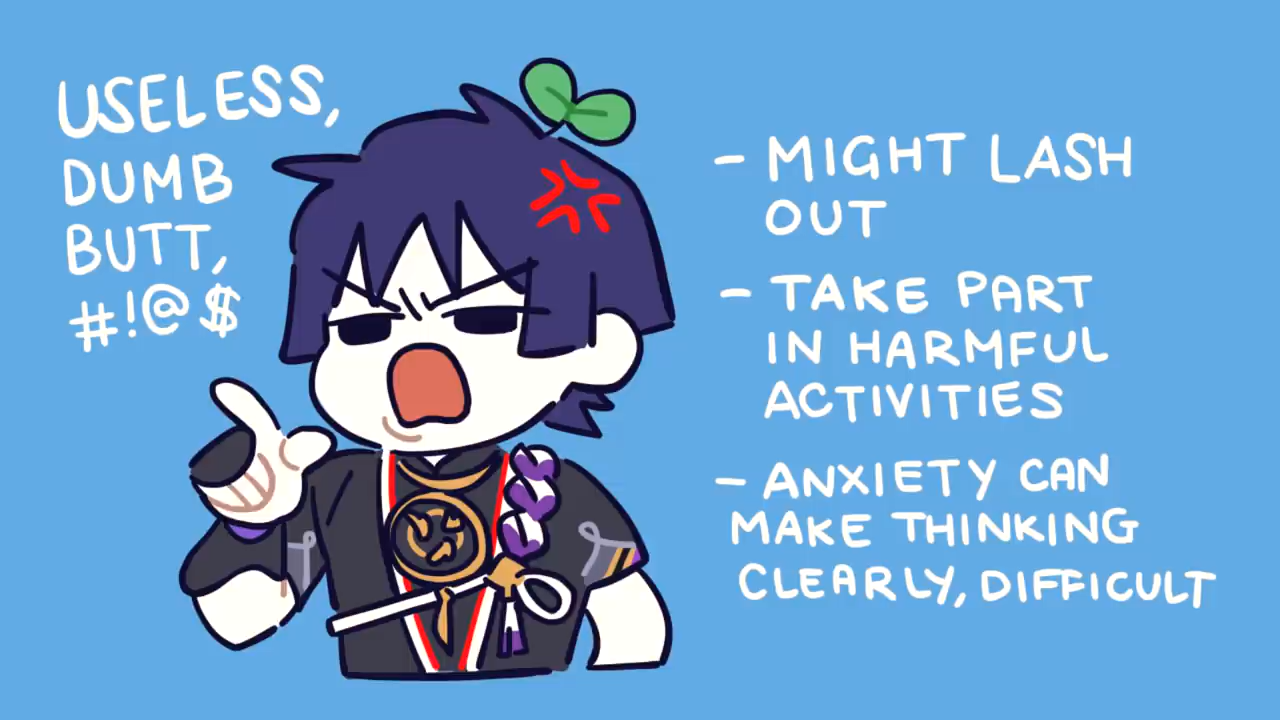 USELESS,
DUMB
BUTT,
#!@$
- MIGHT LASH
OUT
- TAKE PART
IN HARMFUL
ACTIVITIES
- ANXIETY CAN
MAKE THINKING
CLEARLY, DIFFICULT